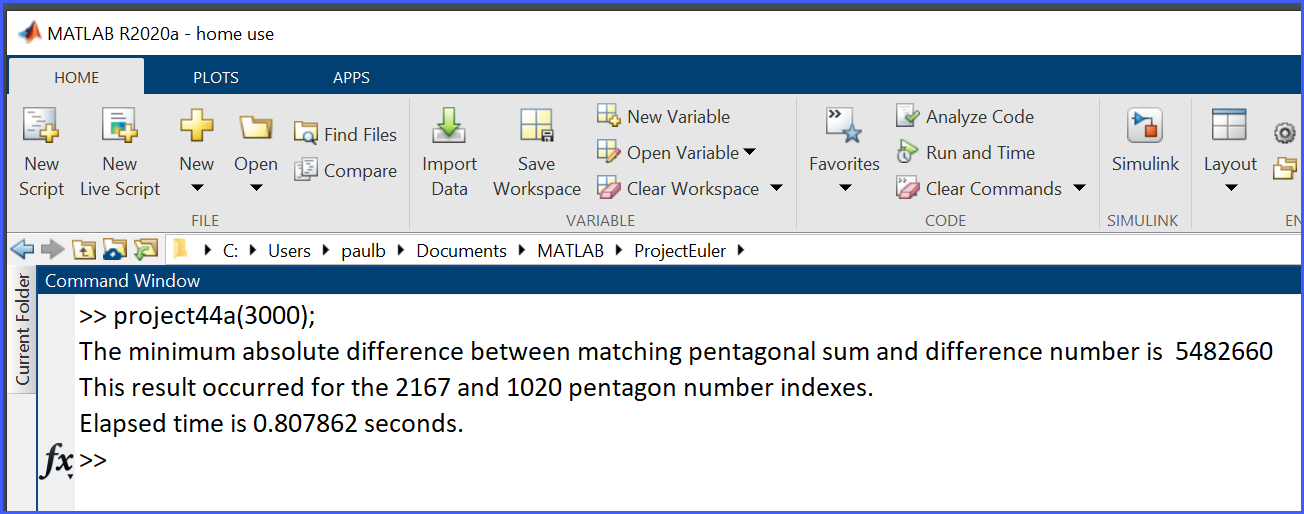 MATLAB R2020a - home use
HOME PLOTS APPS
New Script
New Live Script
New
Open
Find Files
Compare
FILE
Import Data
Save Workspace
New Variable
Open Variable
Clear Workspace
VARIABLE
Favorites
Analyze Code
Run and Time
Clear Commands
CODE
Simulink
SIMULINK
Layout
EN
C: Users paulb Documents MATLAB ProjectEuler
Current Folder
Command Window
>> project44a(3000);
The minimum absolute difference between matching pentagonal sum and difference number is  5482660
This result occurred for the 2167 and 1020 pentagon number indexes.
Elapsed time is 0.807862 seconds.
fx >>